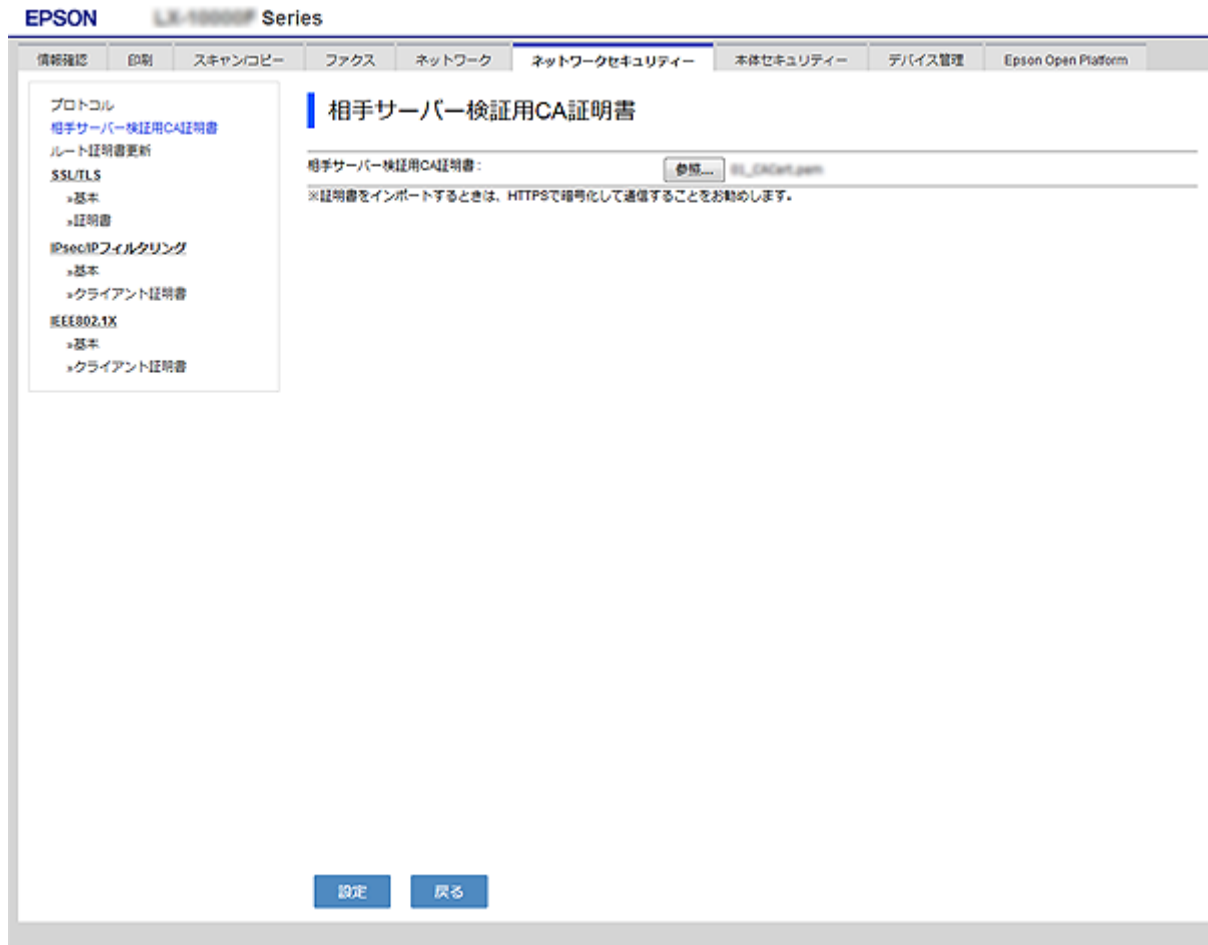 EPSON Series
情報確認 印刷 スキャン/コピー ファクス ネットワーク ネットワークセキュリティー 本体セキュリティー デバイス管理 Epson Open Platform
プロトコル
相手サーバー検証用CA証明書
ルート証明書更新
SSL/TLS
»基本
»証明書
IPsec/IPフィルタリング
»基本
»クライアント証明書
IEEE802.1X
»基本
»クライアント証明書
相手サーバー検証用CA証明書
相手サーバー検証用CA証明書 : 参照...
※証明書をインポートするときは、HTTPSで暗号化して通信することをお勧めします。
設定 戻る